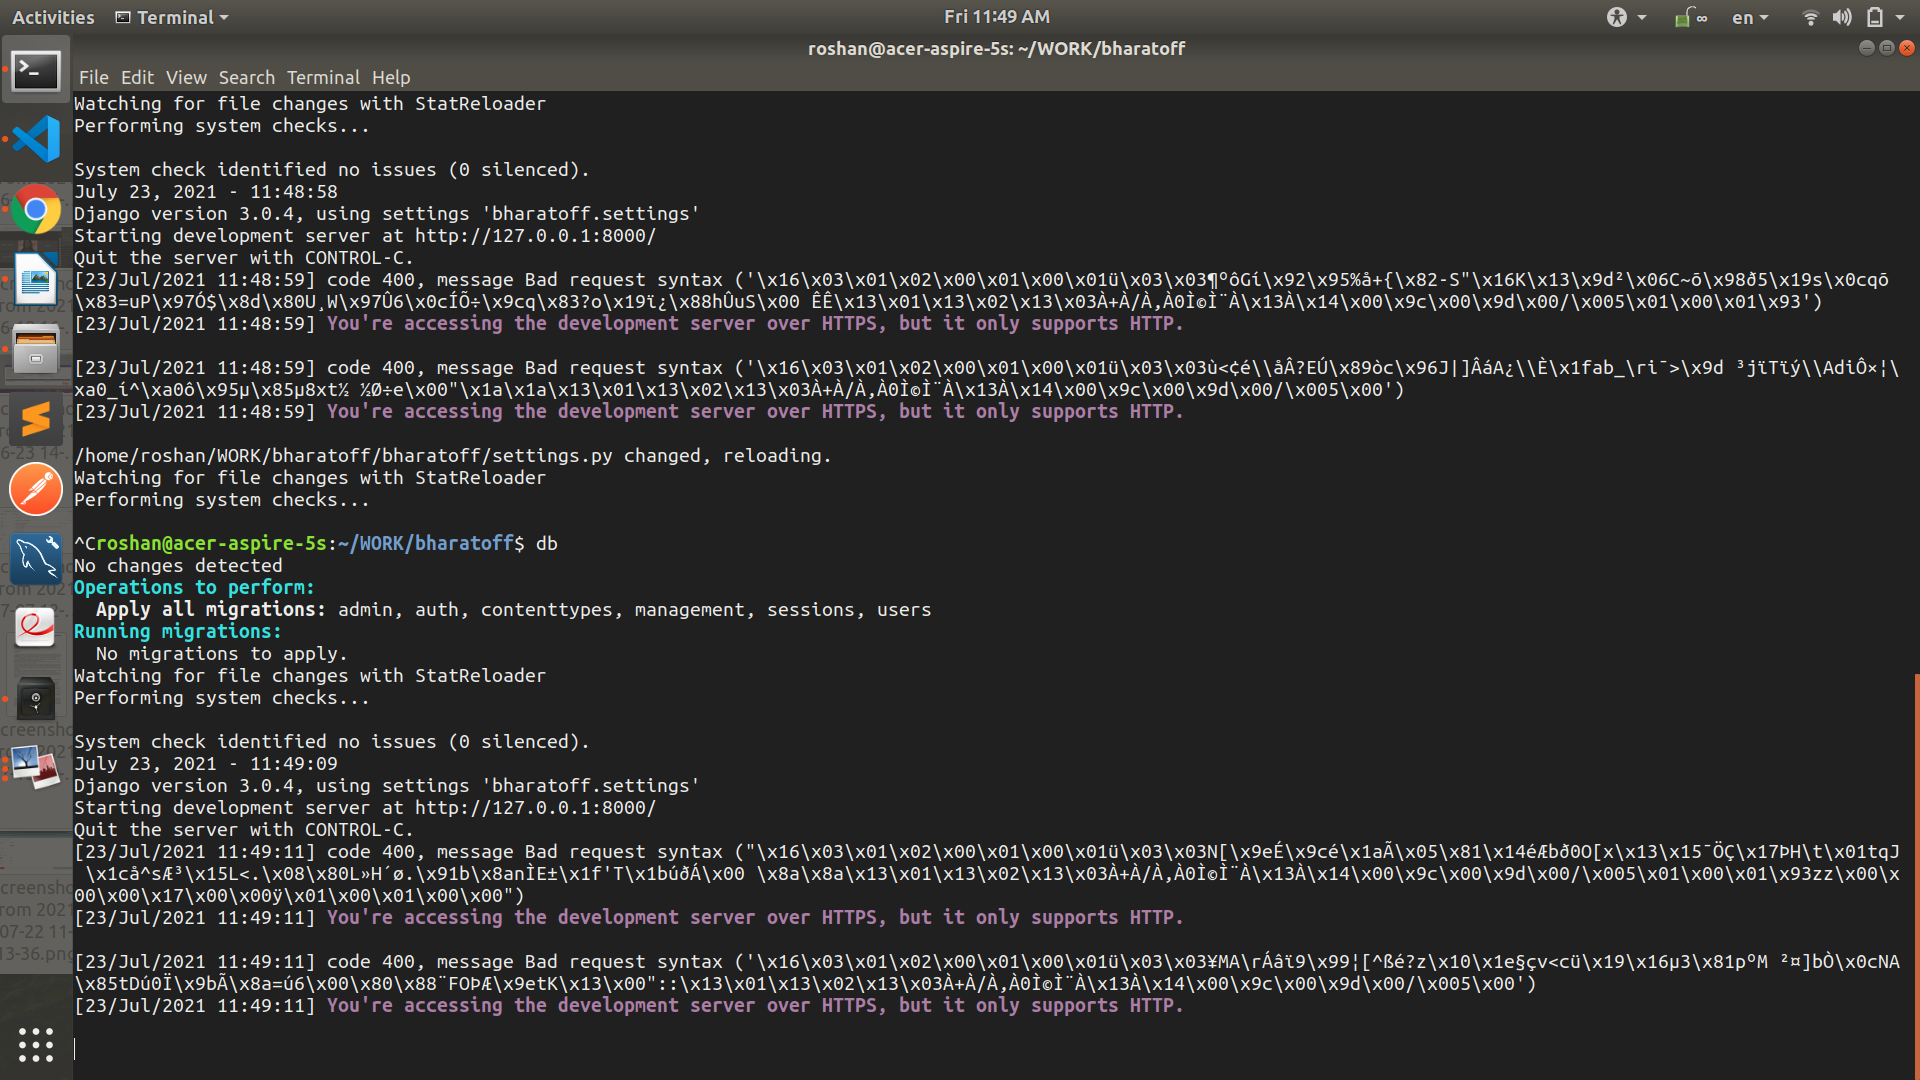 Activities Terminal Fri 11:49 AM en
roshan@acer-aspire-5s: ~/WORK/bharatoff
File Edit View Search Terminal Help
Watching for file changes with StatReloader
Performing system checks...
System check identified no issues (0 silenced).
July 23, 2021 - 11:48:58
Django version 3.0.4, using settings 'bharatoff.settings'
Starting development server at http://127.0.0.1:8000/
Quit the server with CONTROL-C.
[23/Jul/2021 11:48:59] code 400, message Bad request syntax ('\x16\x03\x01\x02\x00\x01\x00\x01ü\x03\x03¶ºôGí\x92\x95%å+{\x82-S"\x16K\x13\x9d²\x06C~õ\x98ð5\x19s\x0cqõ
\x83=uP\x97Ó$\x8d\x80U¸W\x97Û6\x0cÍÕ÷\x9cq\x83?o\x19ï¿\x88hÛuS\x00 ÊÊ\x13\x01\x13\x02\x13\x03À+À/À,À0Ì©Ì¨À\x13À\x14\x00\x9c\x00\x9d\x00/\x005\x01\x00\x01\x93')
[23/Jul/2021 11:48:59] You're accessing the development server over HTTPS, but it only supports HTTP.
[23/Jul/2021 11:48:59] code 400, message Bad request syntax ('\x16\x03\x01\x02\x00\x01\x00\x01ü\x03\x03ù<¢é\\åÂ?EÚ\x89òc\x96J|]ÂáA¿\\È\x1fab_\ri¯>\x9d ³jïTïý\\AdiÔ×¦\
xa0_í^\xa0ô\x95µ\x85µ8xt½ ½Ø÷e\x00"\x1a\x1a\x13\x01\x13\x02\x13\x03À+À/À,À0Ì©Ì¨À\x13À\x14\x00\x9c\x00\x9d\x00/\x005\x00')
[23/Jul/2021 11:48:59] You're accessing the development server over HTTPS, but it only supports HTTP.
/home/roshan/WORK/bharatoff/bharatoff/settings.py changed, reloading.
Watching for file changes with StatReloader
Performing system checks...
^Croshan@acer-aspire-5s:~/WORK/bharatoff$ db
No changes detected
Operations to perform:
Apply all migrations: admin, auth, contenttypes, management, sessions, users
Running migrations:
No migrations to apply.
Watching for file changes with StatReloader
Performing system checks...
System check identified no issues (0 silenced).
July 23, 2021 - 11:49:09
Django version 3.0.4, using settings 'bharatoff.settings'
Starting development server at http://127.0.0.1:8000/
Quit the server with CONTROL-C.
[23/Jul/2021 11:49:11] code 400, message Bad request syntax ("\x16\x03\x01\x02\x00\x01\x00\x01ü\x03\x03N[\x9eÉ\x9cé\x1aÃ\x05\x81\x14éÆbð0O[x\x13\x15¯ÖÇ\x17ÞH\t\x01tqJ
\x1cå^sÆ³\x15L<.\x08\x80L»H´ø.\x91b\x8anÌE±\x1f'T\x1búðÁ\x00 \x8a\x8a\x13\x01\x13\x02\x13\x03À+À/À,À0Ì©Ì¨À\x13À\x14\x00\x9c\x00\x9d\x00/\x005\x01\x00\x01\x93zz\x00\x
00\x00\x17\x00\x00ÿ\x01\x00\x01\x00\x00")
[23/Jul/2021 11:49:11] You're accessing the development server over HTTPS, but it only supports HTTP.
[23/Jul/2021 11:49:11] code 400, message Bad request syntax ('\x16\x03\x01\x02\x00\x01\x00\x01ü\x03\x03¥MA\rÁâï9\x99¦[^ßé?z\x10\x1e§çv<cü\x19\x16µ3\x81pºM ²¤]bÒ\x0cNA
\x85tDú0Ï\x9bÃ\x8a=ú6\x00\x80\x88¨FOÞÆ\x9etK\x13\x00"::\x13\x01\x13\x02\x13\x03À+À/À,À0Ì©Ì¨À\x13À\x14\x00\x9c\x00\x9d\x00/\x005\x00')
[23/Jul/2021 11:49:11] You're accessing the development server over HTTPS, but it only supports HTTP.